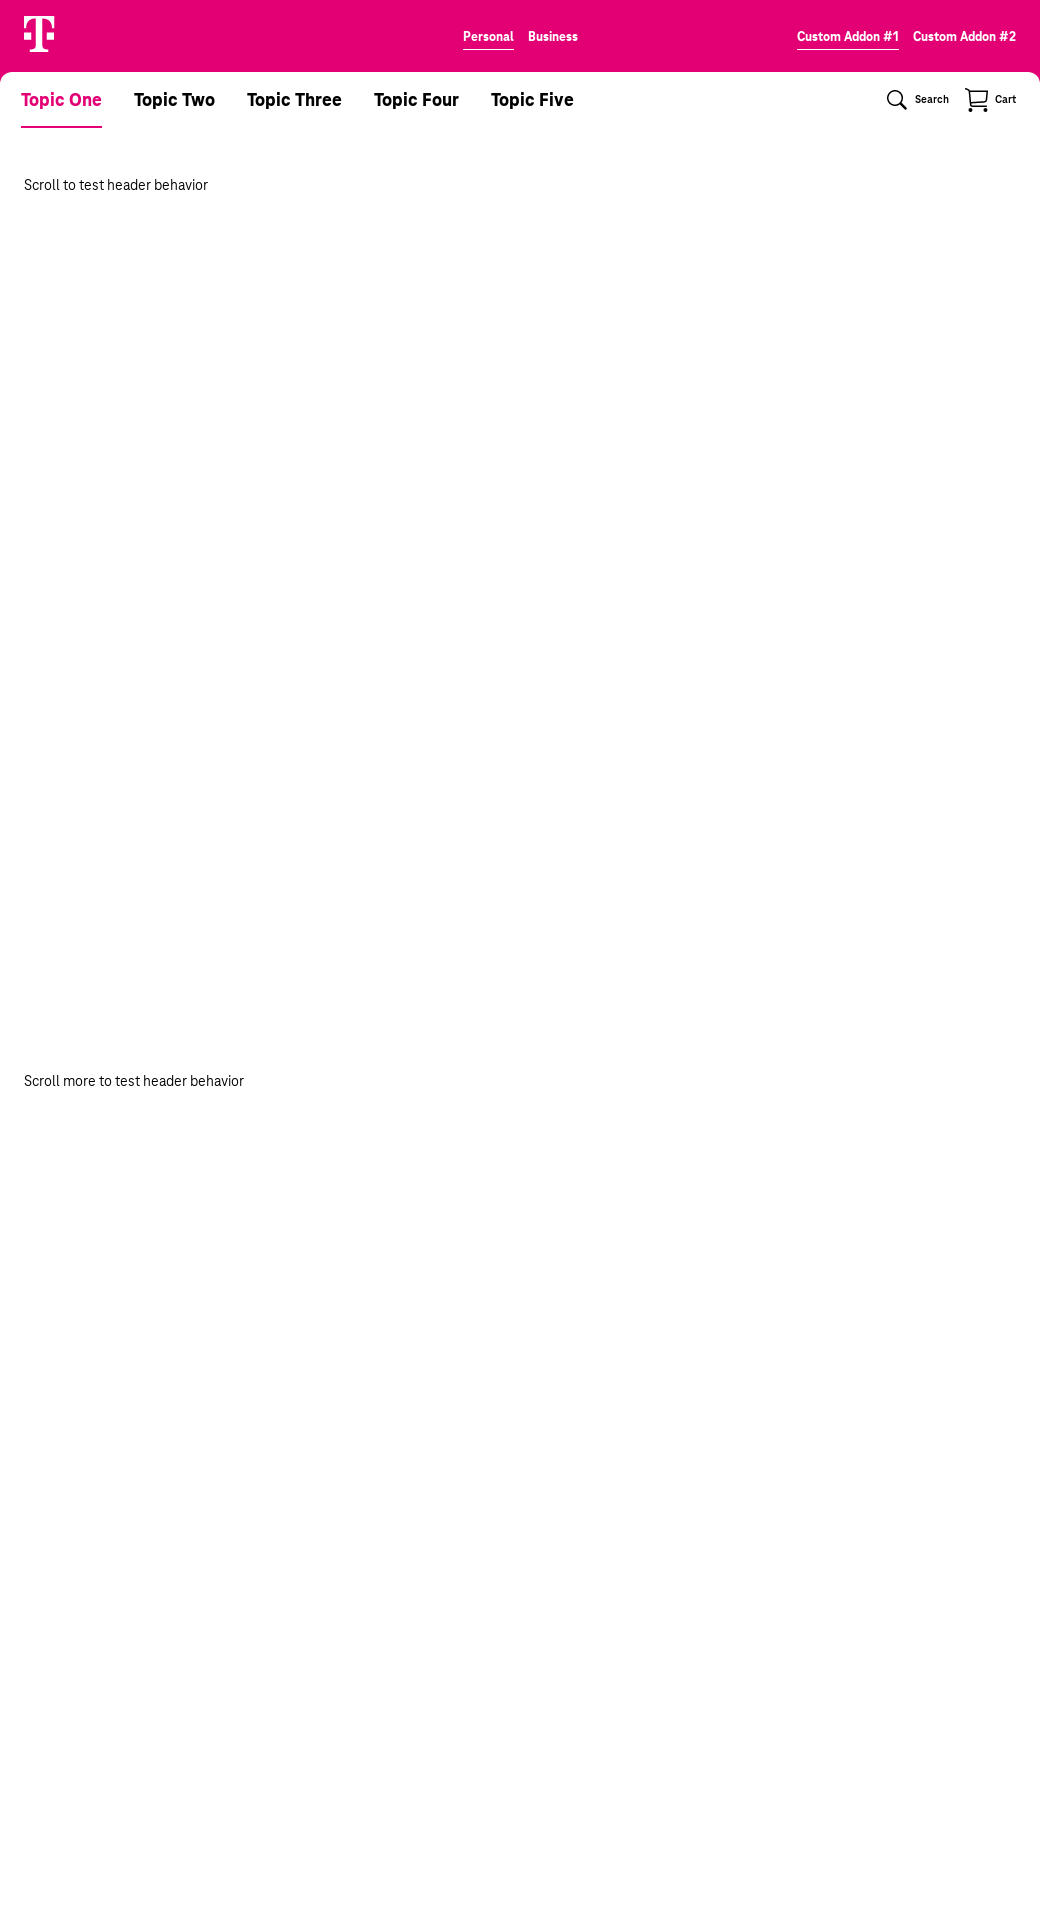 Personal Business Custom Addon #1 Custom Addon #2
Topic One Topic Two Topic Three Topic Four Topic Five Search Cart
Scroll to test header behavior
Scroll more to test header behavior